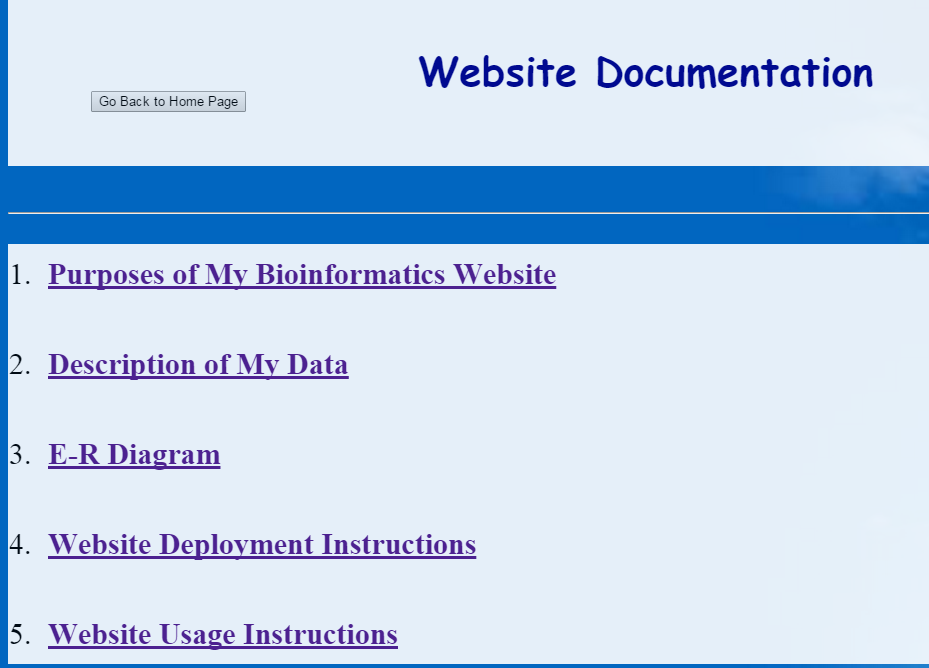 Website Documentation
Go Back to Home Page
1. Purposes of My Bioinformatics Website
2. Description of My Data
3. E-R Diagram
4. Website Deployment Instructions
5. Website Usage Instructions